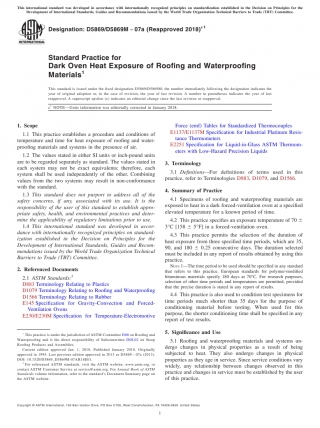 This international standard was developed in accordance with internationally recognized principles on standardization established in the Decision on Principles for the
Development of International Standards, Guides and Recommendations issued by the World Trade Organization Technical Barriers to Trade (TBT) Committee.
Designation: D5869/D5869M − 07a (Reapproved 2018)ε1
Standard Practice for
Dark Oven Heat Exposure of Roofing and Waterproofing
Materials1
This standard is issued under the fixed designation D5869/D5869M; the number immediately following the designation indicates the
year of original adoption or, in the case of revision, the year of last revision. A number in parentheses indicates the year of last
reapproval. A superscript epsilon (ε) indicates an editorial change since the last revision or reapproval.
ε1 NOTE—Units information was editorially corrected in January 2018.
1. Scope
1.1 This practice establishes a procedure and conditions of
temperature and time for heat exposure of roofing and water-
proofing materials and systems in the presence of air.
1.2 The values stated in either SI units or inch-pound units
are to be regarded separately as standard. The values stated in
each system may not be exact equivalents; therefore, each
system shall be used independently of the other. Combining
values from the two systems may result in non-conformance
with the standard.
1.3 This standard does not purport to address all of the
safety concerns, if any, associated with its use. It is the
responsibility of the user of this standard to establish appro-
priate safety, health, and environmental practices and deter-
mine the applicability of regulatory limitations prior to use.
1.4 This international standard was developed in accor-
dance with internationally recognized principles on standard-
ization established in the Decision on Principles for the
Development of International Standards, Guides and Recom-
mendations issued by the World Trade Organization Technical
Barriers to Trade (TBT) Committee.
2. Referenced Documents
2.1 ASTM Standards:2
D883 Terminology Relating to Plastics
D1079 Terminology Relating to Roofing and Waterproofing
D1566 Terminology Relating to Rubber
E145 Specification for Gravity-Convection and Forced-
Ventilation Ovens
E230/E230M Specification for Temperature-Electromotive
Force (emf) Tables for Standardized Thermocouples
E1137/E1137M Specification for Industrial Platinum Resis-
tance Thermometers
E2251 Specification for Liquid-in-Glass ASTM Thermom-
eters with Low-Hazard Precision Liquids
3. Terminology
3.1 Definitions—For definitions of terms used in this
practice, refer to Terminologies D883, D1079, and D1566.
4. Summary of Practice
4.1 Specimens of roofing and waterproofing materials are
exposed to heat in a dark forced-ventilation oven at a specified
elevated temperature for a known period of time.
4.2 This practice specifies an exposure temperature of 70 ±
3°C [158 ± 5°F] in a forced-ventilation oven.
4.3 This practice permits the selection of the duration of
heat exposure from three specified time periods, which are 35,
90, and 180 ± 0.25 consecutive days. The duration selected
must be included in any report of results obtained by using this
practice.
NOTE 1—The time period to be used should be specified in any standard
that refers to this practice. European standards for polymer-modified
bituminous materials specify 180 days at 70°C. For research purposes,
selection of other time periods and temperatures are permitted, provided
that the precise duration is stated in any report of results.
4.4 This practice is also used to condition test specimens for
time periods much shorter than 35 days for the purpose of
conditioning material before testing. When used for this
purpose, the shorter conditioning time shall be specified in any
report of test results.
5. Significance and Use
5.1 Roofing and waterproofing materials and systems un-
dergo changes in physical properties as a result of being
subjected to heat. They also undergo changes in physical
properties as they age in service. Since service conditions vary
widely, any relationship between changes observed in this
practice and changes in service must be established by the user
of this practice.
1 This practice is under the jurisdiction of ASTM Committee D08 on Roofing and
Waterproofing and is the direct responsibility of Subcommittee
Current edition approved Jan. 1, 2018. Published January 2018. Originally
approved in 1995. Last previous edition approved in 2013 as D5869 – 07a (2013).
2 For referenced ASTM standards, visit the ASTM website, www.astm.org, or
contact ASTM Customer Service at service@astm.org. For Annual Book of ASTM
Standards volume information, refer to the standard's Document Summary page on
the ASTM website.
Copyright © ASTM International, 100 Barr Harbor Drive, PO Box C700, West Conshohocken, PA 19428-2959. United States
1